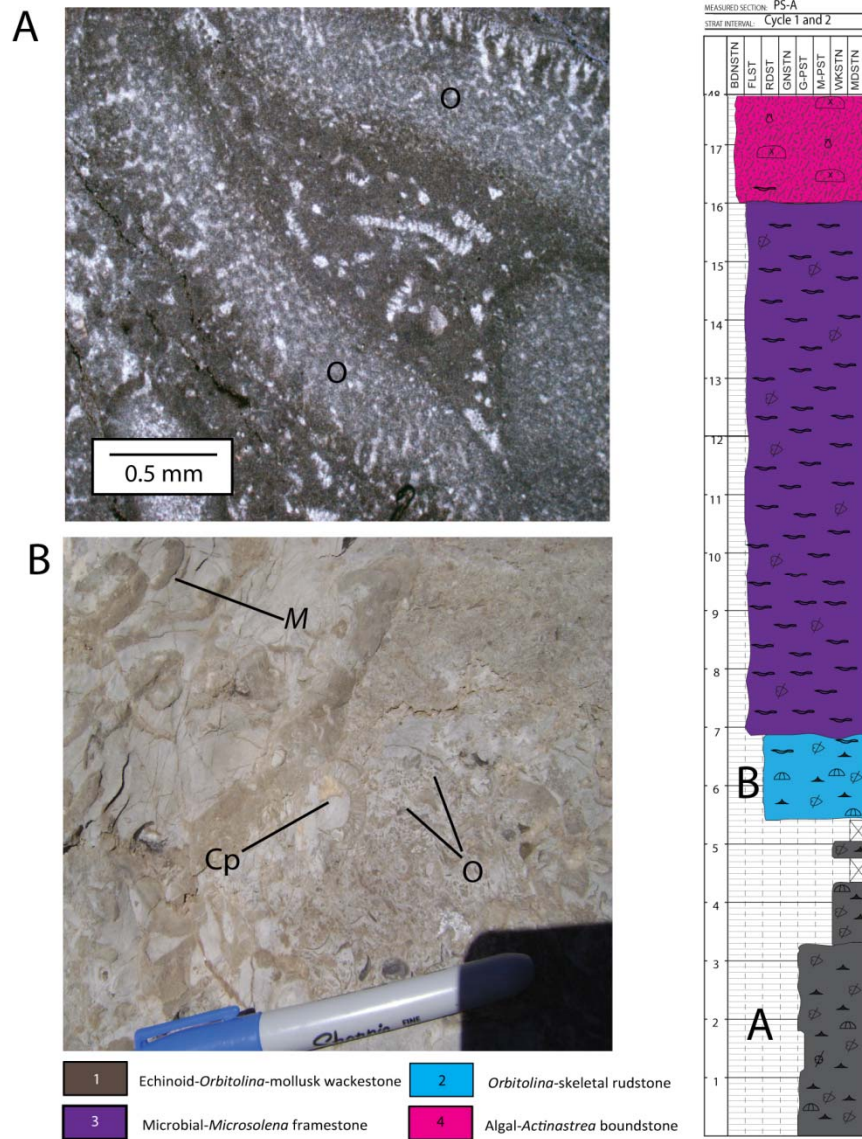 A
O
O
0.5 mm
B
M
Cp
O
Sharpie FINE
1 Echinoid-Orbitolina-mollusk wackestone
2 Orbitolina-skeletal rudstone
3 Microbial-Microsolena framestone
4 Algal-Actinastrea boundstone
MEASURED SECTION: PS-A
STRAT INTERVAL: Cycle 1 and 2
BDNSTN
FLST
RDST
GNSTN
G-PST
M-PST
WKSTN
MDSTN
18
17
16
15
14
13
12
11
10
9
8
7
B
6
5
4
3
A
2
1